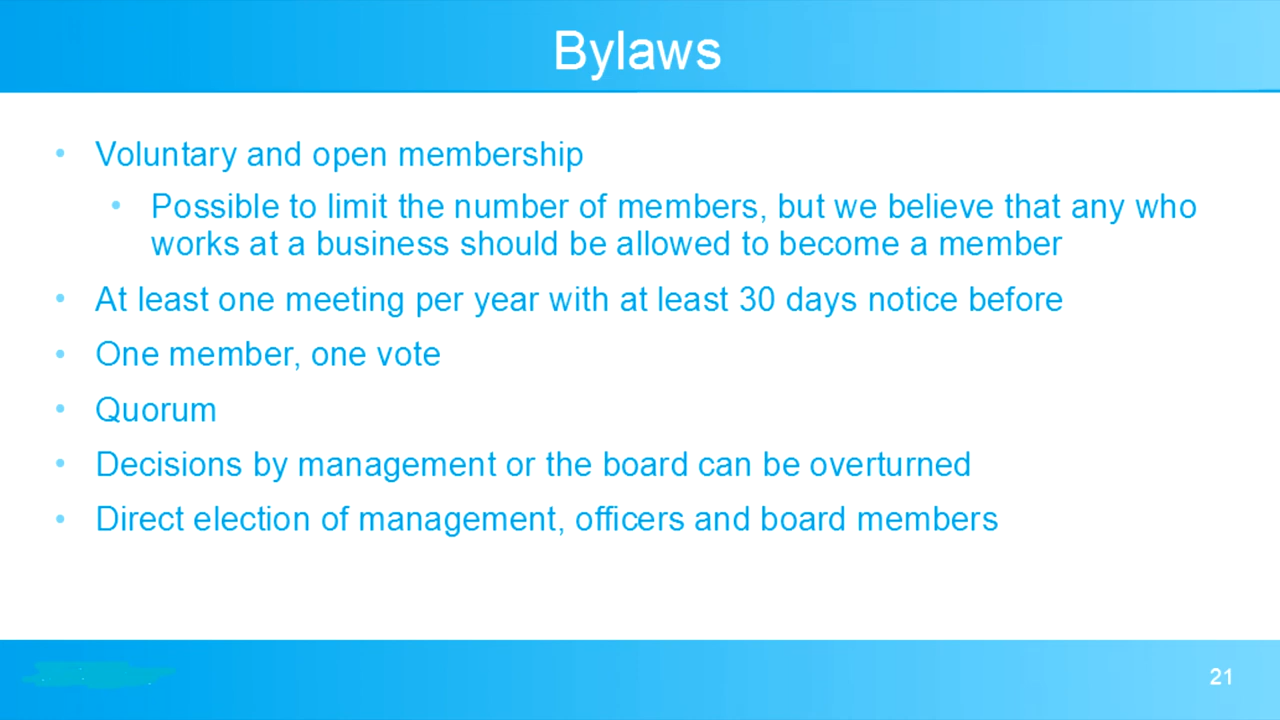 Bylaws
• Voluntary and open membership
• Possible to limit the number of members, but we believe that any who
works at a business should be allowed to become a member
• At least one meeting per year with at least 30 days notice before
• One member, one vote
• Quorum
• Decisions by management or the board can be overturned
• Direct election of management, officers and board members
21